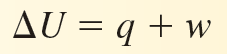 ΔU = q + w